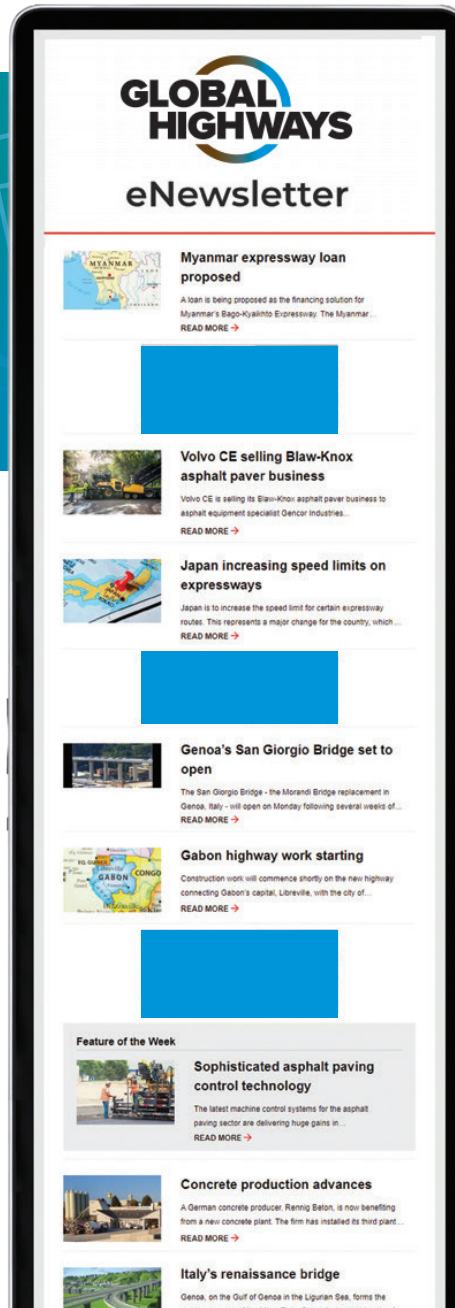 GLOBAL
HIGHWAYS
eNewsletter
MYANMAR
THAILAND
Myanmar expressway loan
proposed
A loan is being proposed as the financing solution for
Myanmar's Bago-Kyaikhto Expressway. The Myanmar...
READ MORE →
Volvo CE selling Blaw-Knox
asphalt paver business
Volvo CE is selling its Blaw-Knox asphalt paver business to
asphalt equipment specialist Gencor Industries...
READ MORE →
Japan increasing speed limits on
expressways
Japan is to increase the speed limit for certain expressway
routes. This represents a major change for the country, which...
READ MORE →
Genoa's San Giorgio Bridge set to
open
The San Giorgio Bridge - the Morandi Bridge replacement in
Genoa, Italy - will open on Monday following several weeks of...
READ MORE →
EQ. GUINEA
GABON
CONGO
Gabon highway work starting
Construction work will commence shortly on the new highway
connecting Gabon's capital, Libreville, with the city of...
READ MORE →
Feature of the Week
Sophisticated asphalt paving
control technology
The latest machine control systems for the asphalt
paving sector are delivering huge gains in...
READ MORE →
Concrete production advances
A German concrete producer, Rennig Beton, is now benefiting
from a new concrete plant. The firm has installed its third plant...
READ MORE →
Italy's renaissance bridge
Genoa, on the Gulf of Genoa in the Ligurian Sea, forms the